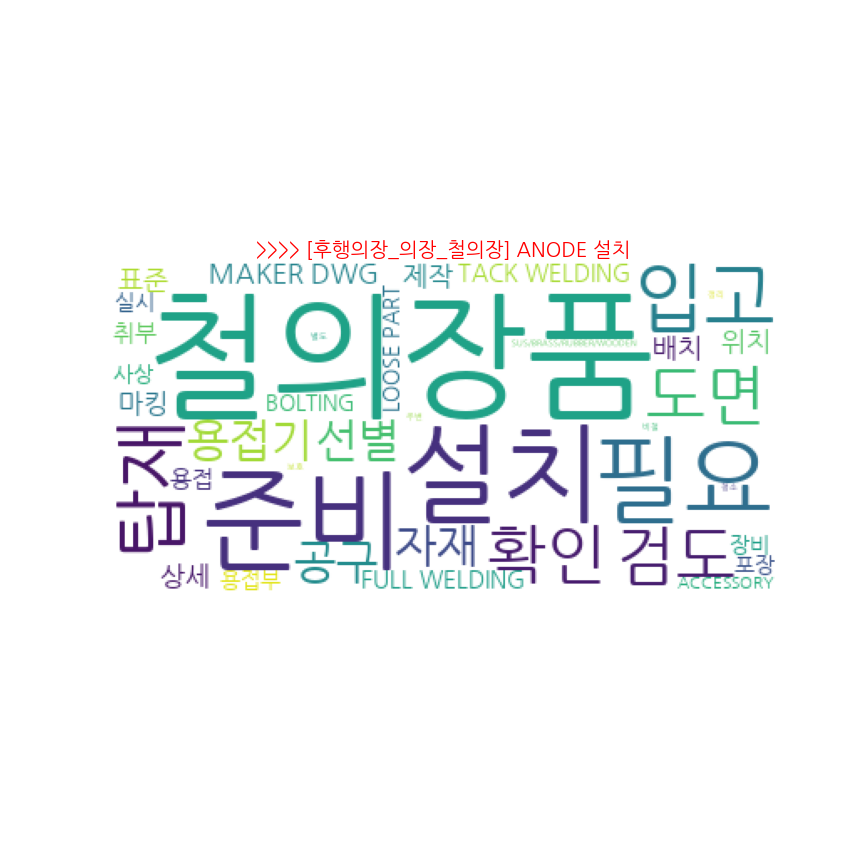 >>>> [후행의장_의장_철의장] ANODE 설치
표준
MAKER DWG
제작
TACK WELDING
입고
실시
철의장품
별도
LOOSE PART
SUS/BRASS/RUBBER/WOODEN
취부
배치
위치
사상
마킹
BOLTING
도면
주변
탑재
용접기
선별
설치
필요
용접
준비
공구
자재
확인
검도
장비
포장
상세
용접부
FULL WELDING
ACCESSORY